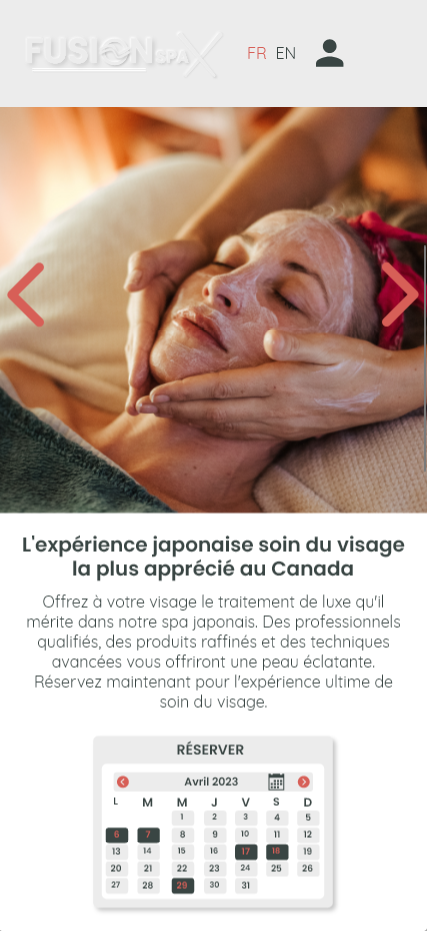 FUSION SPA X
FR EN
L'expérience japonaise soin du visage
la plus apprécié au Canada
Offrez à votre visage le traitement de luxe qu'il
mérite dans notre spa japonais. Des professionnels
qualifiés, des produits raffinés et des techniques
avancées vous offriront une peau éclatante.
Réservez maintenant pour l'expérience ultime de
soin du visage.
RÉSERVER
Avril 2023
L M M J V S D
1 2 3 4 5
6 7 8 9 10 11 12
13 14 15 16 17 18 19
20 21 22 23 24 25 26
27 28 29 30 31